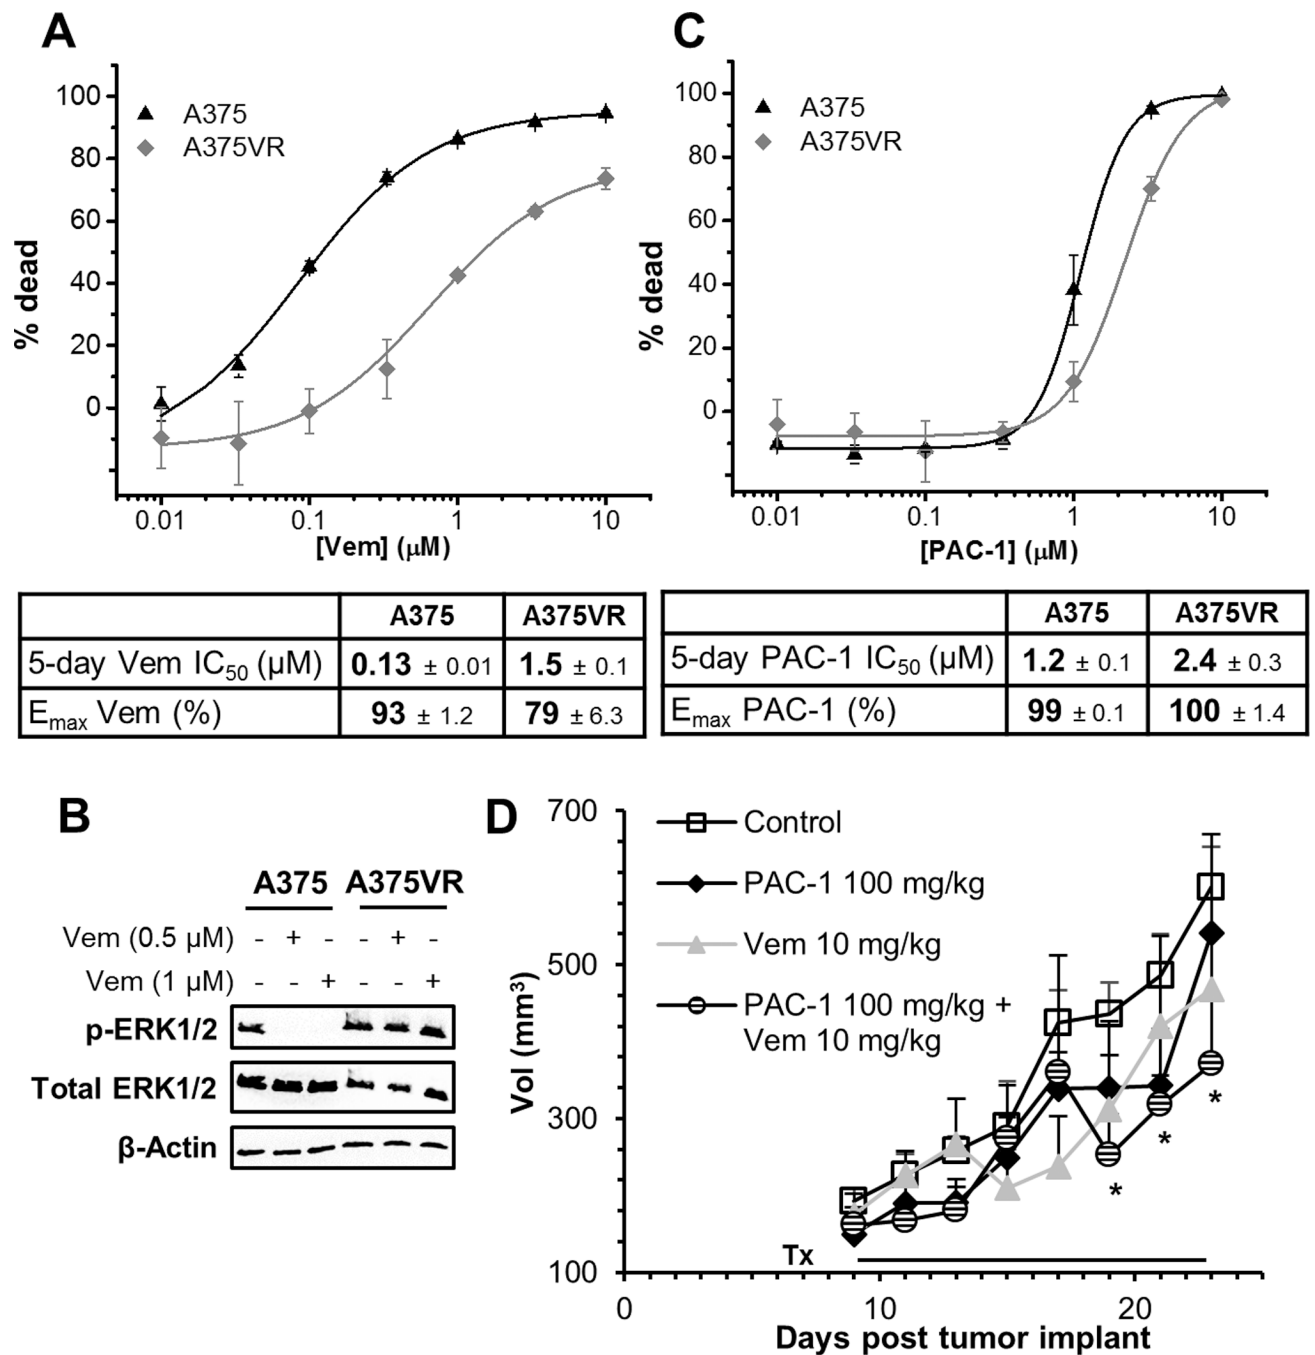 A
A375
A375VR
100
80
60
40
20
0
% dead
0.01 0.1 1 10
[Vem] (μM)
A375 A375VR
5-day Vem IC50 (μM) 0.13 ± 0.01 1.5 ± 0.1
Emax Vem (%) 93 ± 1.2 79 ± 6.3
C
A375
A375VR
100
80
60
40
20
0
% dead
0.01 0.1 1 10
[PAC-1] (μM)
A375 A375VR
5-day PAC-1 IC50 (μM) 1.2 ± 0.1 2.4 ± 0.3
Emax PAC-1 (%) 99 ± 0.1 100 ± 1.4
B
A375 A375VR
Vem (0.5 μM) - + - - + -
Vem (1 μM) - - + - - +
p-ERK1/2
Total ERK1/2
β-Actin
D
Control
PAC-1 100 mg/kg
Vem 10 mg/kg
PAC-1 100 mg/kg +
Vem 10 mg/kg
700
500
300
100
Vol (mm3)
* * *
Tx
0 10 20
Days post tumor implant